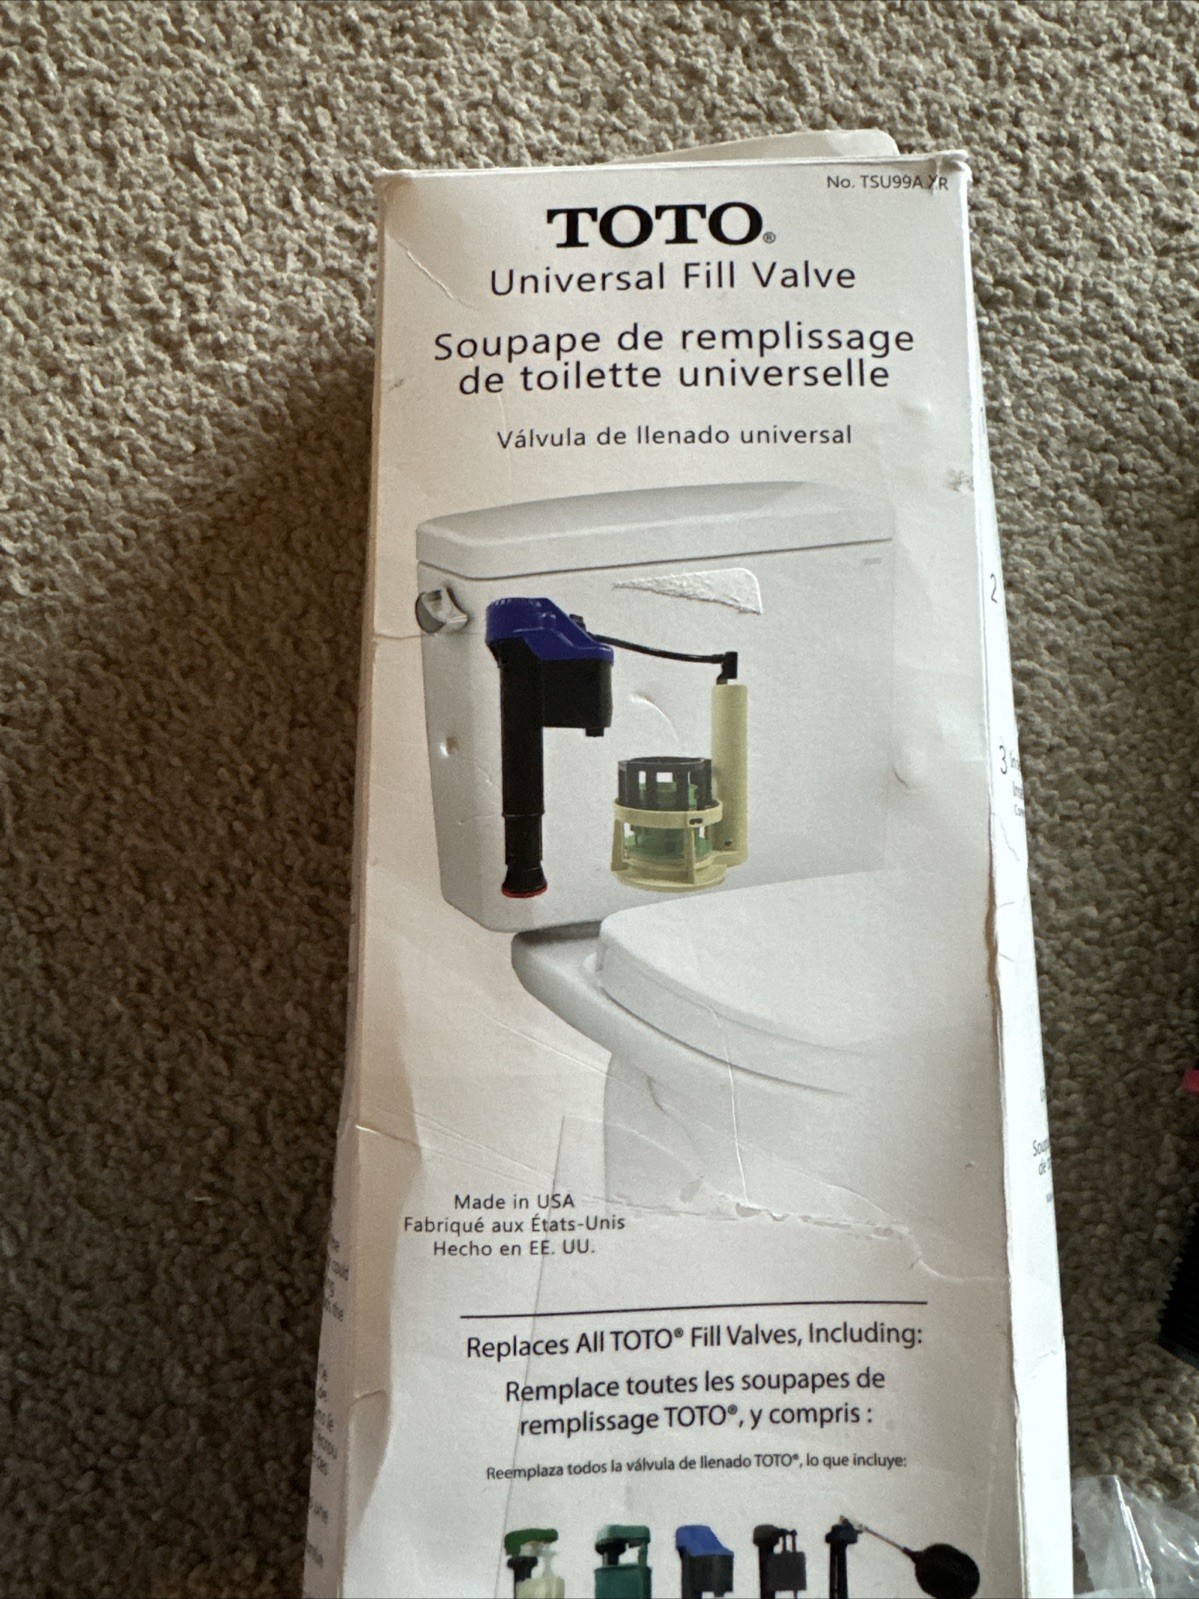 No. TSU99A.XR
TOTO®
Universal Fill Valve
Soupape de remplissage
de toilette universelle
Válvula de llenado universal
2
3
Made in USA
Fabriqué aux États-Unis
Hecho en EE. UU.
Replaces All TOTO® Fill Valves, Including:
Remplace toutes les soupapes de
remplissage TOTO®, y compris :
Reemplaza todos la válvula de llenado TOTO®, lo que incluye: